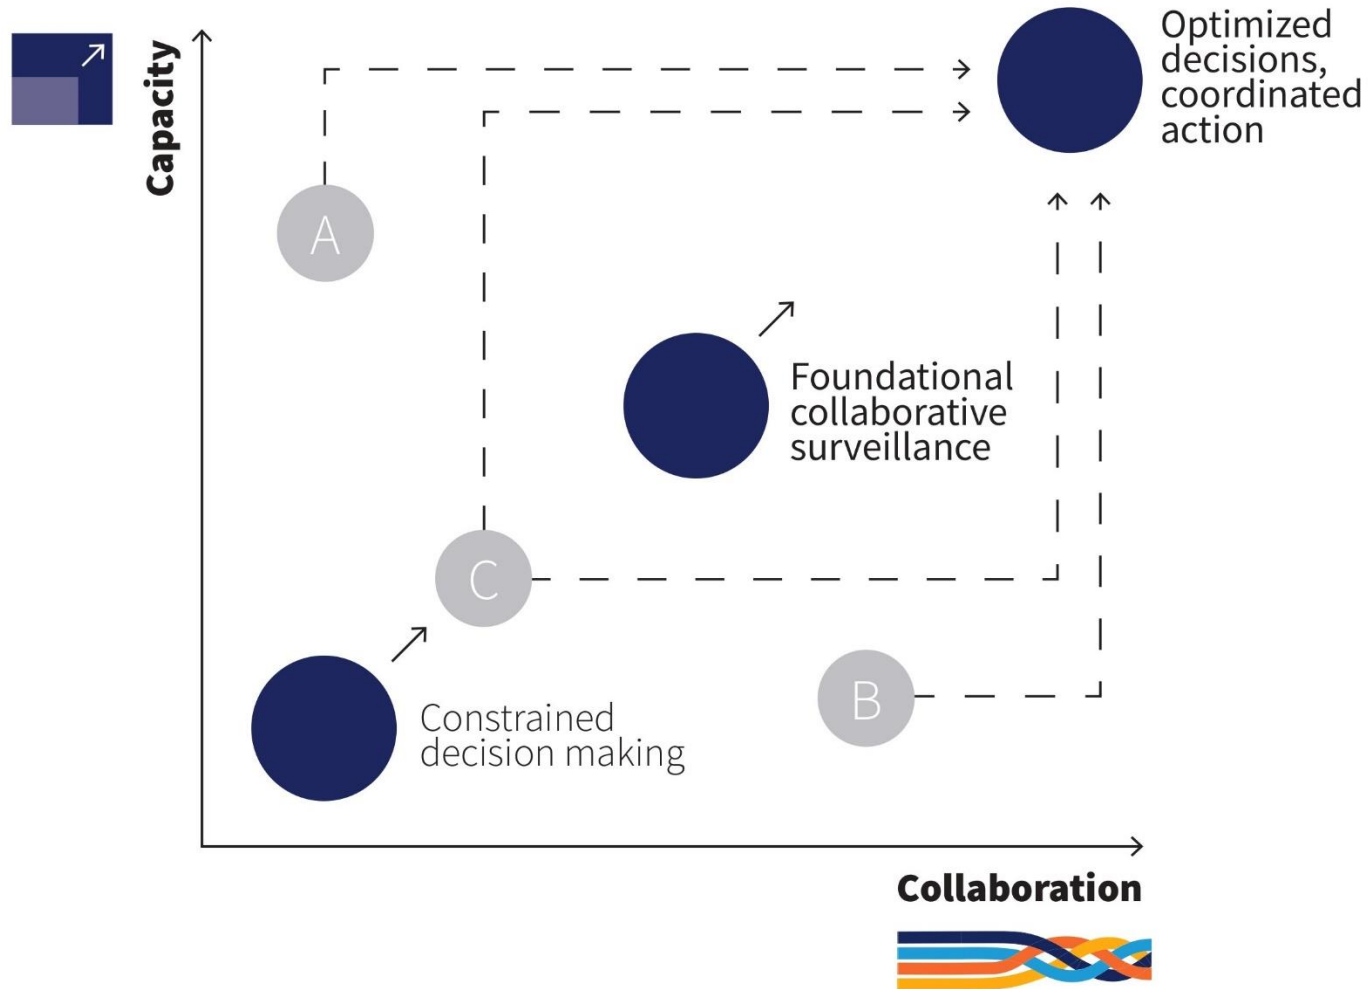 Capacity
Optimized
decisions,
coordinated
action
A
Foundational
collaborative
surveillance
C
B
Constrained
decision making
Collaboration